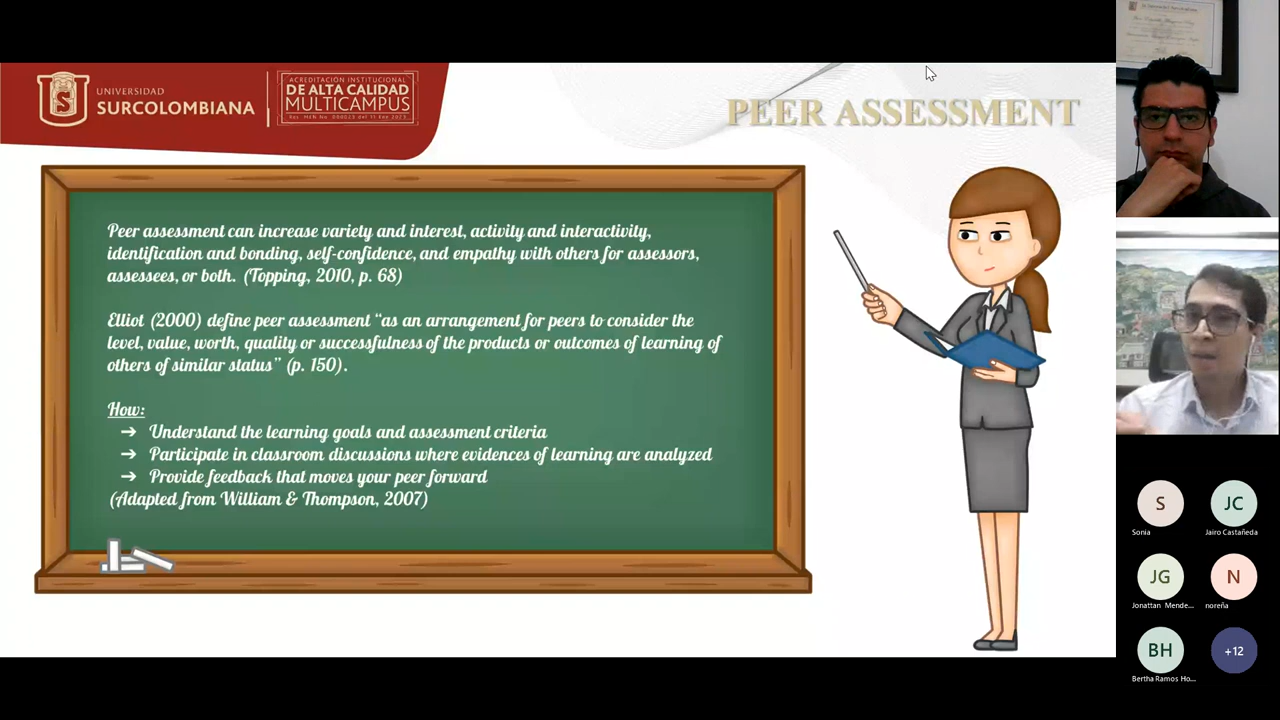 UNIVERSIDAD
SURCOLOMBIANA
ACREDITACIÓN INSTITUCIONAL
DE ALTA CALIDAD
MULTICAMPUS
PEER ASSESSMENT
Peer assessment can increase variety and interest, activity and interactivity,
identification and bonding, self-confidence, and empathy with others for assessors,
assessees, or both. (Topping, 2010, p. 68)
Elliot (2000) define peer assessment “as an arrangement for peers to consider the
level, value, worth, quality or successfulness of the products or outcomes of learning of
others of similar status” (p. 150).
How:
➔ Understand the learning goals and assessment criteria
➔ Participate in classroom discussions where evidences of learning are analyzed
➔ Provide feedback that moves your peer forward
(Adapted from William & Thompson, 2007)
S
Sonia
JC
Jairo Castañeda
JG
Jonattan Mende...
N
noreña
BH
Bertha Ramos Ho...
+12